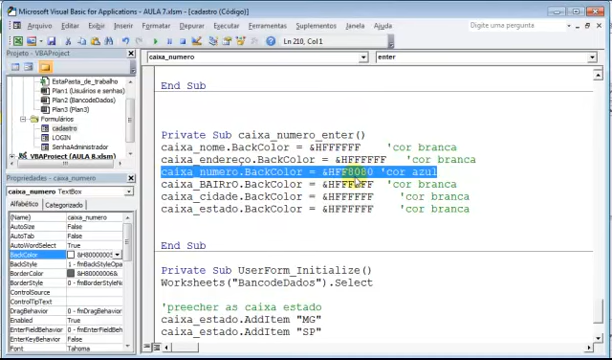 Microsoft Visual Basic for Applications - AULA 7.xlsm - [cadastro (Código)]
Arquivo Editar Exibir Inserir Formatar Depurar Executar Ferramentas Suplementos Janela Ajuda
Digite uma pergunta
Ln 210, Col 1
Projeto - VBAProject
EstaPasta_de_trabalho
Plan1 (Usuários e senhas)
Plan2 (BancodeDados)
Plan3 (Plan3)
Formulários
cadastro
LOGIN
SenhaAdministrador
VBAProject (AULA 8.xlsm)
Propriedades - caixa_numero
caixa_numero TextBox
Alfabético Categorizado
(Name) caixa_numero
AutoSize False
AutoTab False
AutoWordSelect True
BackColor &H80000005
BackStyle 1 - fmBackStyleOpa
BorderColor &H80000006&
BorderStyle 0 - fmBorderStyleN
ControlSource
ControlTipText
DragBehavior 0 - fmDragBehavior
Enabled True
EnterFieldBehavior 0 - fmEnterFieldBeh
EnterKeyBehavior False
Font Tahoma
caixa_numero enter
End Sub
Private Sub caixa_numero_enter()
caixa_nome.BackColor = &HFFFFFF 'cor branca
caixa_endereço.BackColor = &HFFFFFF 'cor branca
caixa_numero.BackColor = &HFF8080 'cor azul
caixa_BAIRrO.BackColor = &HFFFFFF 'cor branca
caixa_cidade.BackColor = &HFFFFFF 'cor branca
caixa_estado.BackColor = &HFFFFFF 'cor branca
End Sub
Private Sub UserForm_Initialize()
Worksheets("BancodeDados").Select
'preecher as caixa estado
caixa_estado.AddItem "MG"
caixa_estado.AddItem "SP"